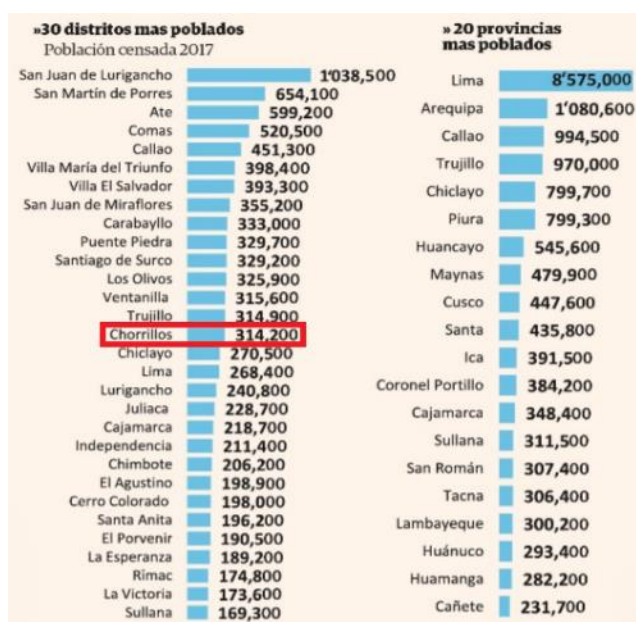 »30 distritos mas poblados
Población censada 2017
San Juan de Lurigancho 1'038,500
San Martín de Porres 654,100
Ate 599,200
Comas 520,500
Callao 451,300
Villa María del Triunfo 398,400
Villa El Salvador 393,300
San Juan de Miraflores 355,200
Carabayllo 333,000
Puente Piedra 329,700
Santiago de Surco 329,200
Los Olivos 325,900
Ventanilla 315,600
Trujillo 314,900
Chorrillos 314,200
Chiclayo 270,500
Lima 268,400
Lurigancho 240,800
Juliaca 228,700
Cajamarca 218,700
Independencia 211,400
Chimbote 206,200
El Agustino 198,900
Cerro Colorado 198,000
Santa Anita 196,200
El Porvenir 190,500
La Esperanza 189,200
Rímac 174,800
La Victoria 173,600
Sullana 169,300
» 20 provincias
mas poblados
Lima 8'575,000
Arequipa 1'080,600
Callao 994,500
Trujillo 970,000
Chiclayo 799,700
Piura 799,300
Huancayo 545,600
Maynas 479,900
Cusco 447,600
Santa 435,800
Ica 391,500
Coronel Portillo 384,200
Cajamarca 348,400
Sullana 311,500
San Román 307,400
Tacna 306,400
Lambayeque 300,200
Huánuco 293,400
Huamanga 282,200
Cañete 231,700